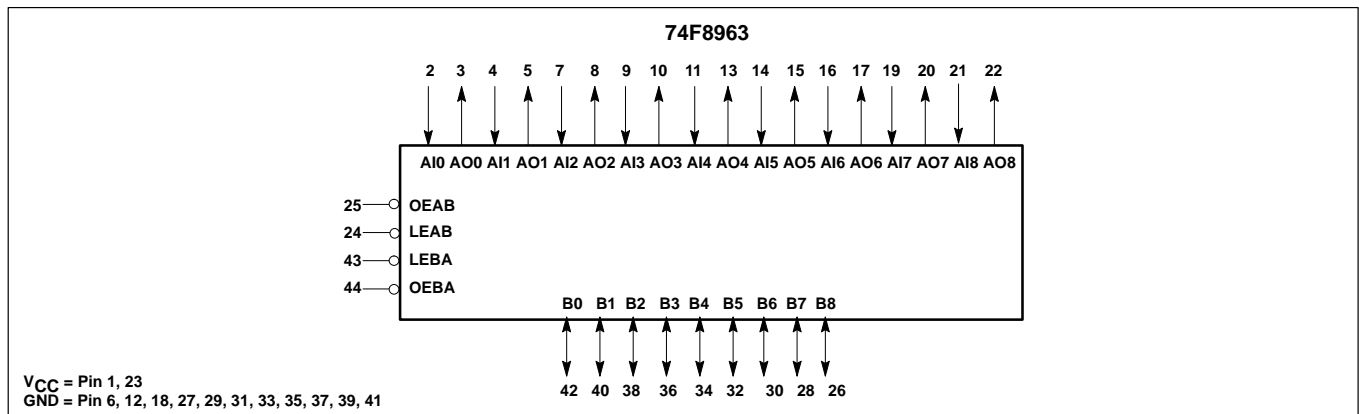 74F8963
2 3 4 5 7 8 9 10 11 13 14 15 16 17 19 20 21 22
AI0 AO0 AI1 AO1 AI2 AO2 AI3 AO3 AI4 AO4 AI5 AO5 AI6 AO6 AI7 AO7 AI8 AO8
25 OEAB
24 LEAB
43 LEBA
44 OEBA
B0 B1 B2 B3 B4 B5 B6 B7 B8
42 40 38 36 34 32 30 28 26
VCC = Pin 1, 23
GND = Pin 6, 12, 18, 27, 29, 31, 33, 35, 37, 39, 41